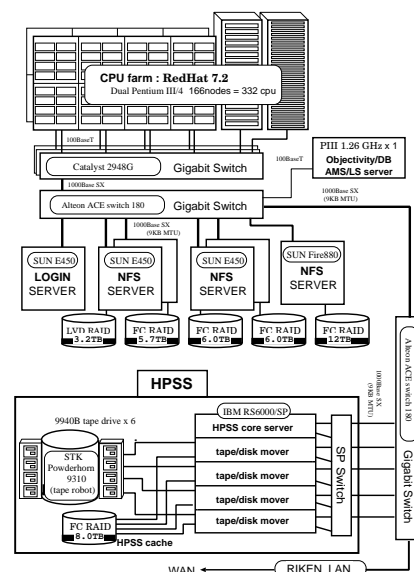 CPU farm : RedHat 7.2
Dual Pentium III/4 166nodes = 332 cpu
100BaseT
Catalyst 2948G
Gigabit Switch
100BaseT
PIII 1.26 GHz x 1
Objectivity/DB
AMS/LS server
1000Base SX
Alteon ACE switch 180
Gigabit Switch
1000Base SX
(9KB MTU)
1000Base SX
(9KB MTU)
SUN E450
LOGIN
SERVER
SUN E450
NFS
SERVER
SUN E450
NFS
SERVER
SUN Fire880
NFS
SERVER
LVD RAID
3.2TB
FC RAID
5.7TB
FC RAID
6.0TB
FC RAID
6.0TB
FC RAID
12TB
HPSS
1000Base SX
(9KB MTU)
Alteon ACE switch 180
Gigabit Switch
9940B tape drive x 6
STK
Powderhorn
9310
(tape robot)
IBM RS6000/SP
HPSS core server
tape/disk mover
tape/disk mover
tape/disk mover
tape/disk mover
SP Switch
FC RAID
8.0TB
HPSS cache
WAN
RIKEN LAN